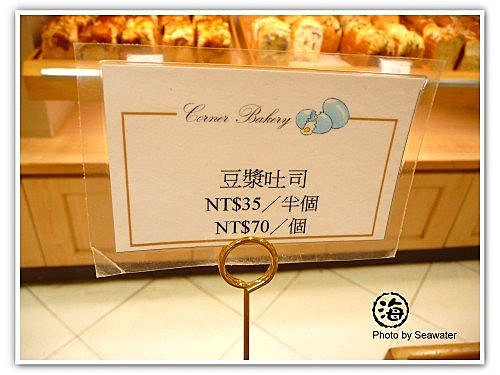 Corner Bakery
豆漿吐司
NT$35／半個
NT$70／個
海
Photo by Seawater